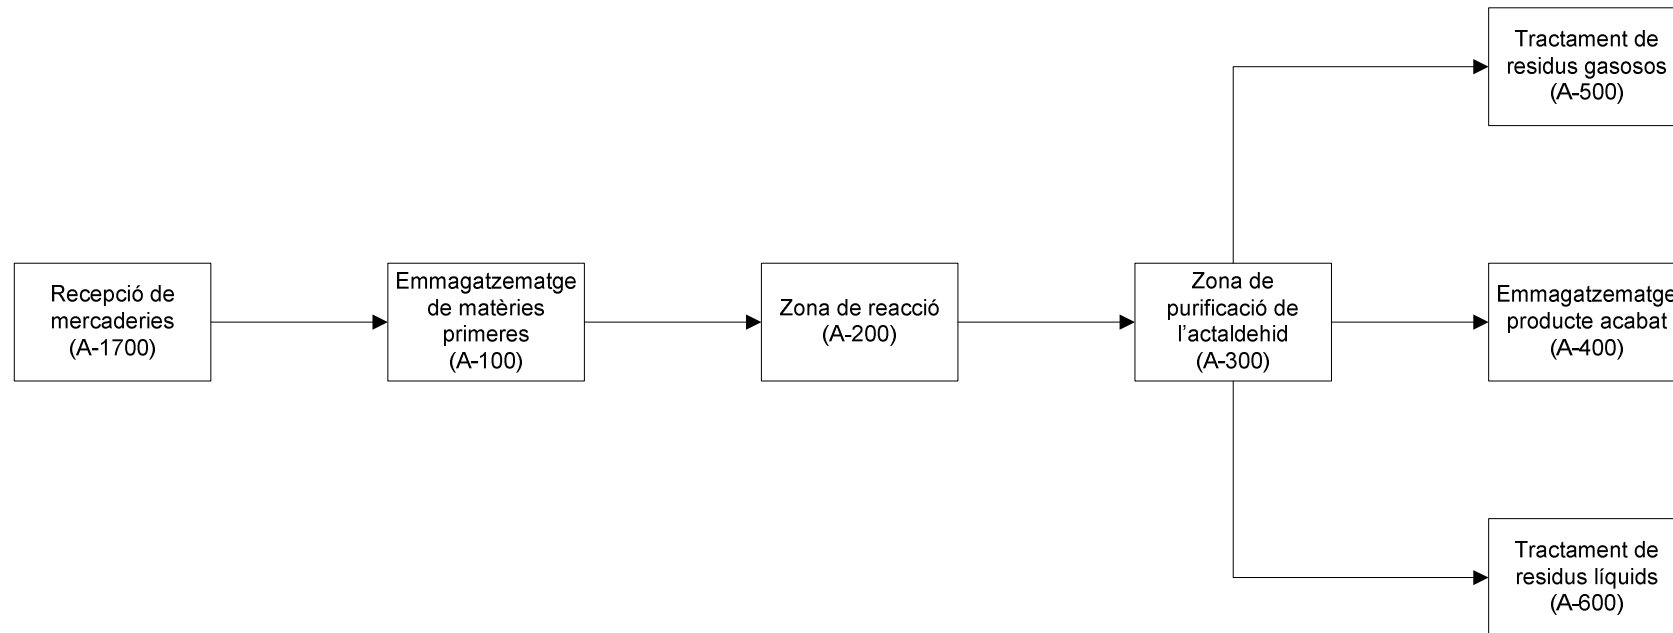 Tractament de
residus gasosos
(A-500)
Recepció de
mercaderies
(A-1700)
Emmagatzematge
de matèries
primeres
(A-100)
Zona de reacció
(A-200)
Zona de
purificació de
l'actaldehid
(A-300)
Emmagatzematge
producte acabat
(A-400)
Tractament de
residus líquids
(A-600)